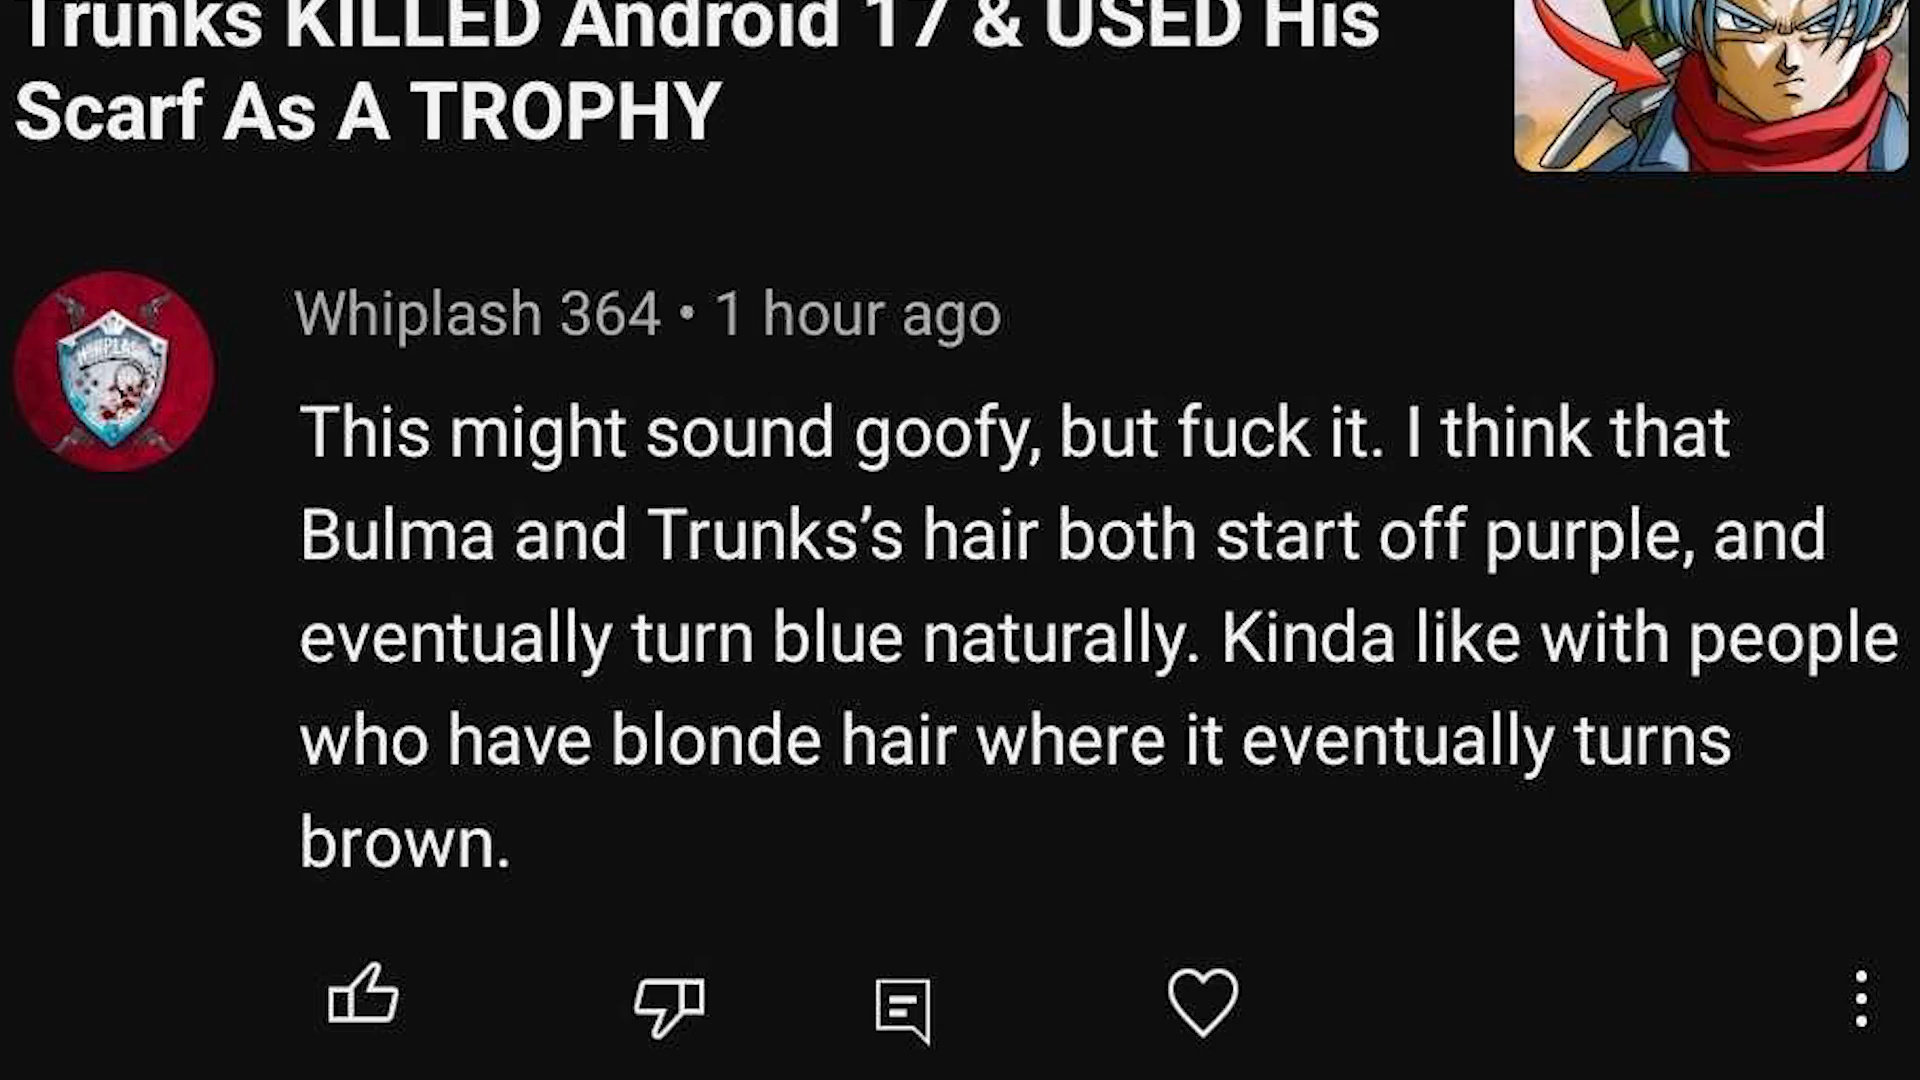 Trunks KILLED Android 17 & USED His
Scarf As A TROPHY
Whiplash 364 • 1 hour ago
This might sound goofy, but fuck it. I think that
Bulma and Trunks’s hair both start off purple, and
eventually turn blue naturally. Kinda like with people
who have blonde hair where it eventually turns
brown.